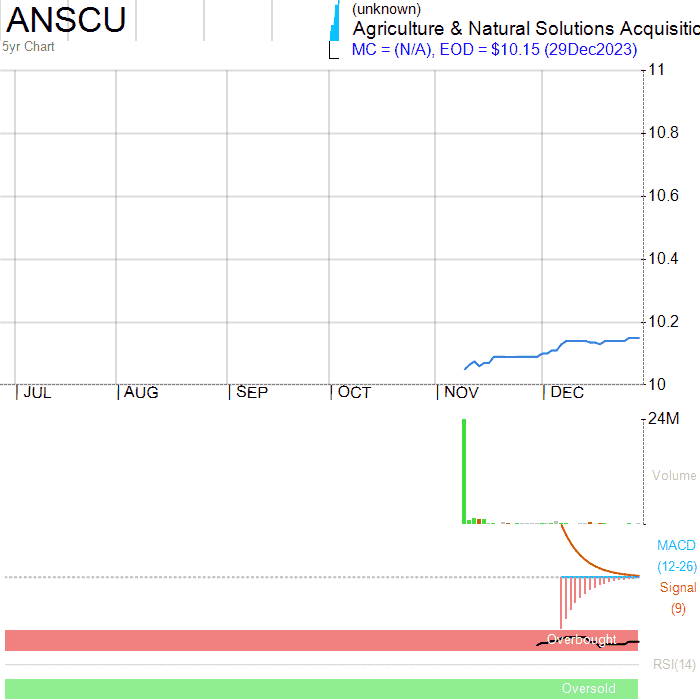 ANSCU
5yr Chart
(unknown)
Agriculture & Natural Solutions Acquisitio
MC = (N/A), EOD = $10.15 (29Dec2023)
11
10.8
10.6
10.4
10.2
10
JUL AUG SEP OCT NOV DEC
24M
Volume
MACD
(12-26)
Signal
(9)
Overbought
RSI(14)
Oversold